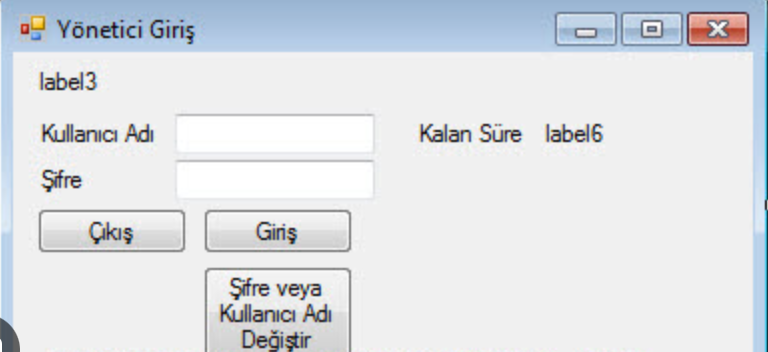 Yönetici Giriş
label3
Kullanıcı Adı Kalan Süre label6
Şifre
Çıkış Giriş
Şifre veya
Kullanıcı Adı
Değiştir